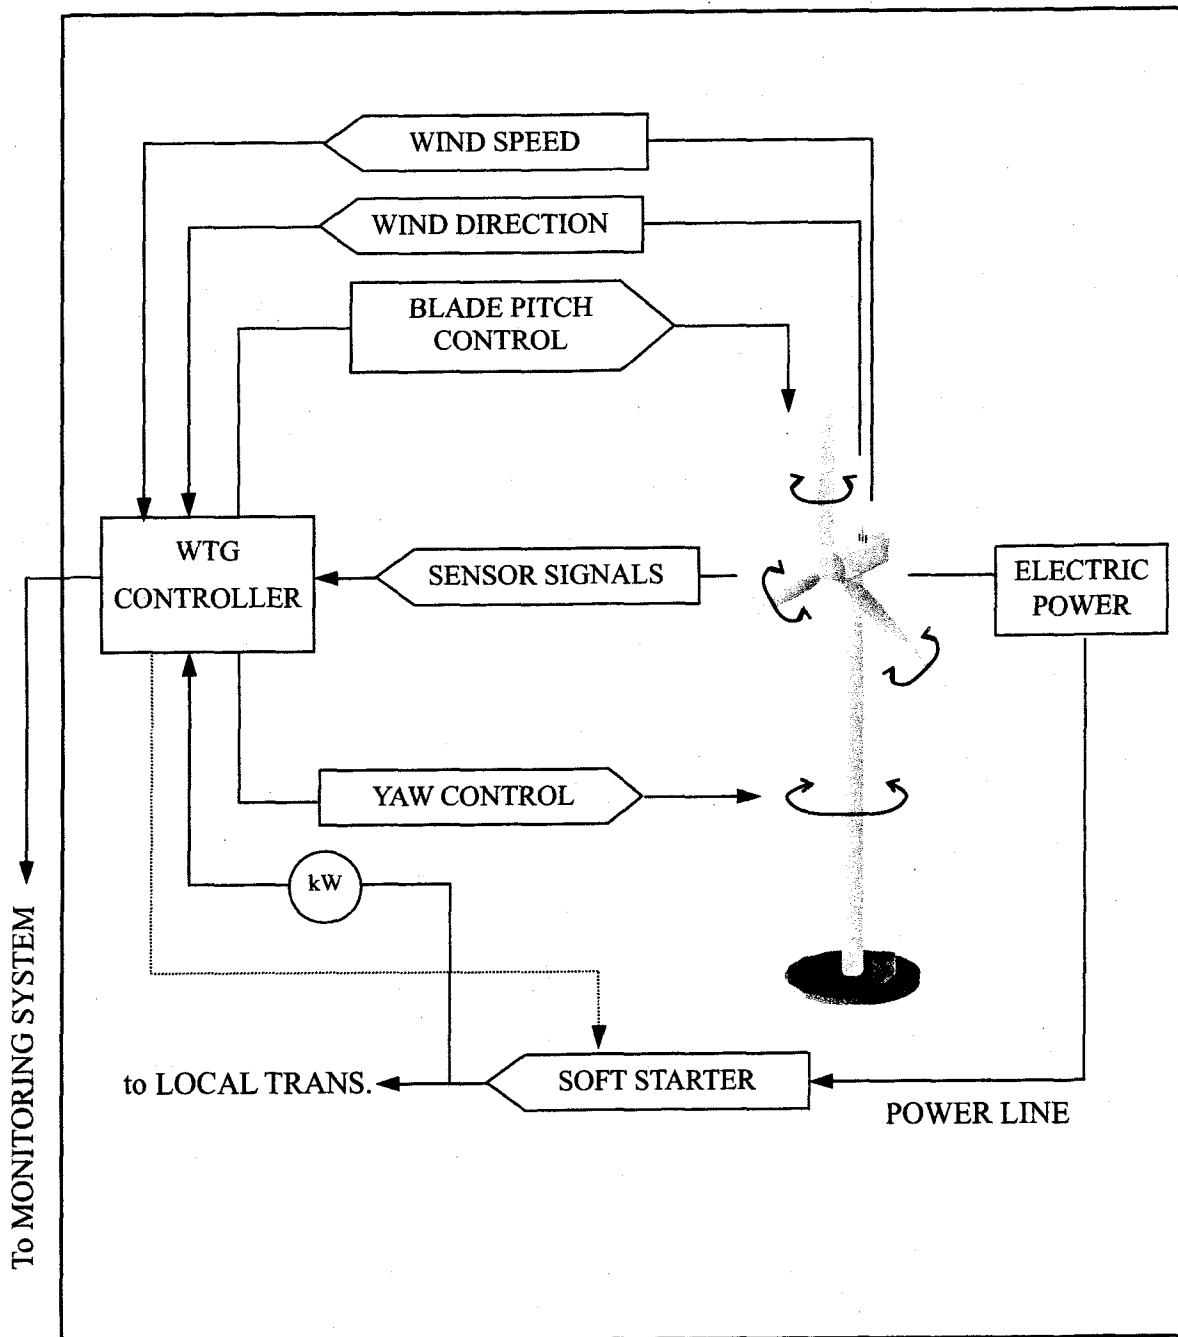 WIND SPEED
WIND DIRECTION
BLADE PITCH
CONTROL
WTG
CONTROLLER
SENSOR SIGNALS
ELECTRIC
POWER
YAW CONTROL
kW
To MONITORING SYSTEM
to LOCAL TRANS.
SOFT STARTER
POWER LINE